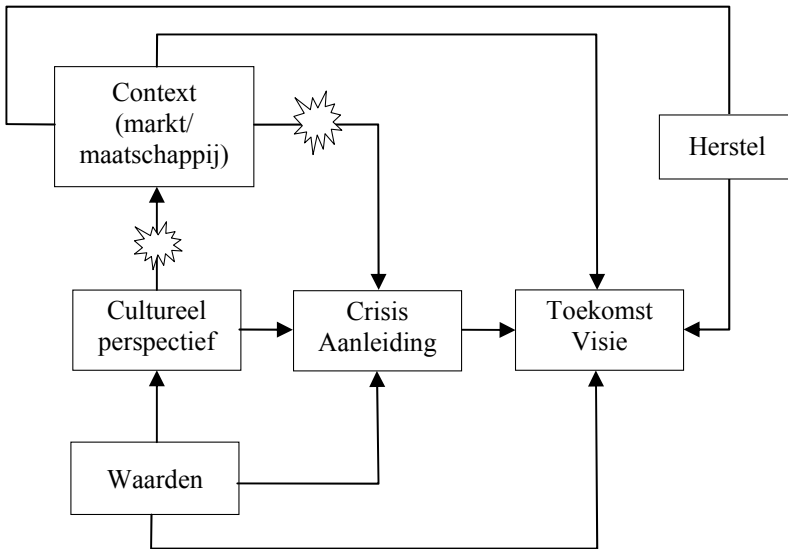 Context
(markt/
maatschappij)
Herstel
Cultureel
perspectief
Crisis
Aanleiding
Toekomst
Visie
Waarden